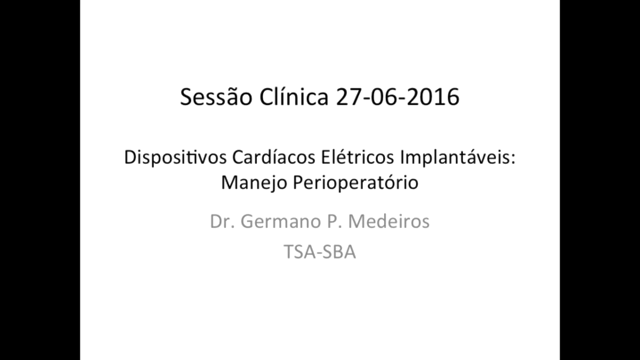 Sessão Clínica 27-06-2016
Dispositivos Cardíacos Elétricos Implantáveis:
Manejo Perioperatório
Dr. Germano P. Medeiros
TSA-SBA